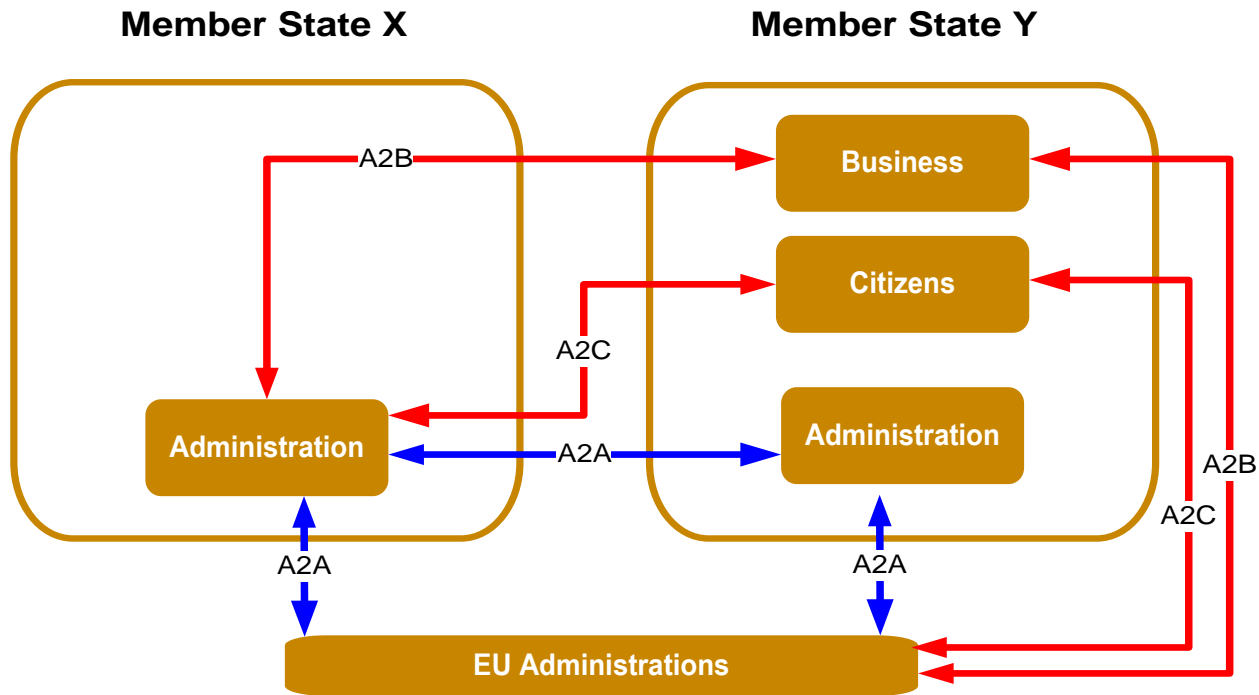 Member State X
Member State Y
A2B
Business
Citizens
A2C
Administration
Administration
A2A
A2B
A2C
A2A
A2A
EU Administrations